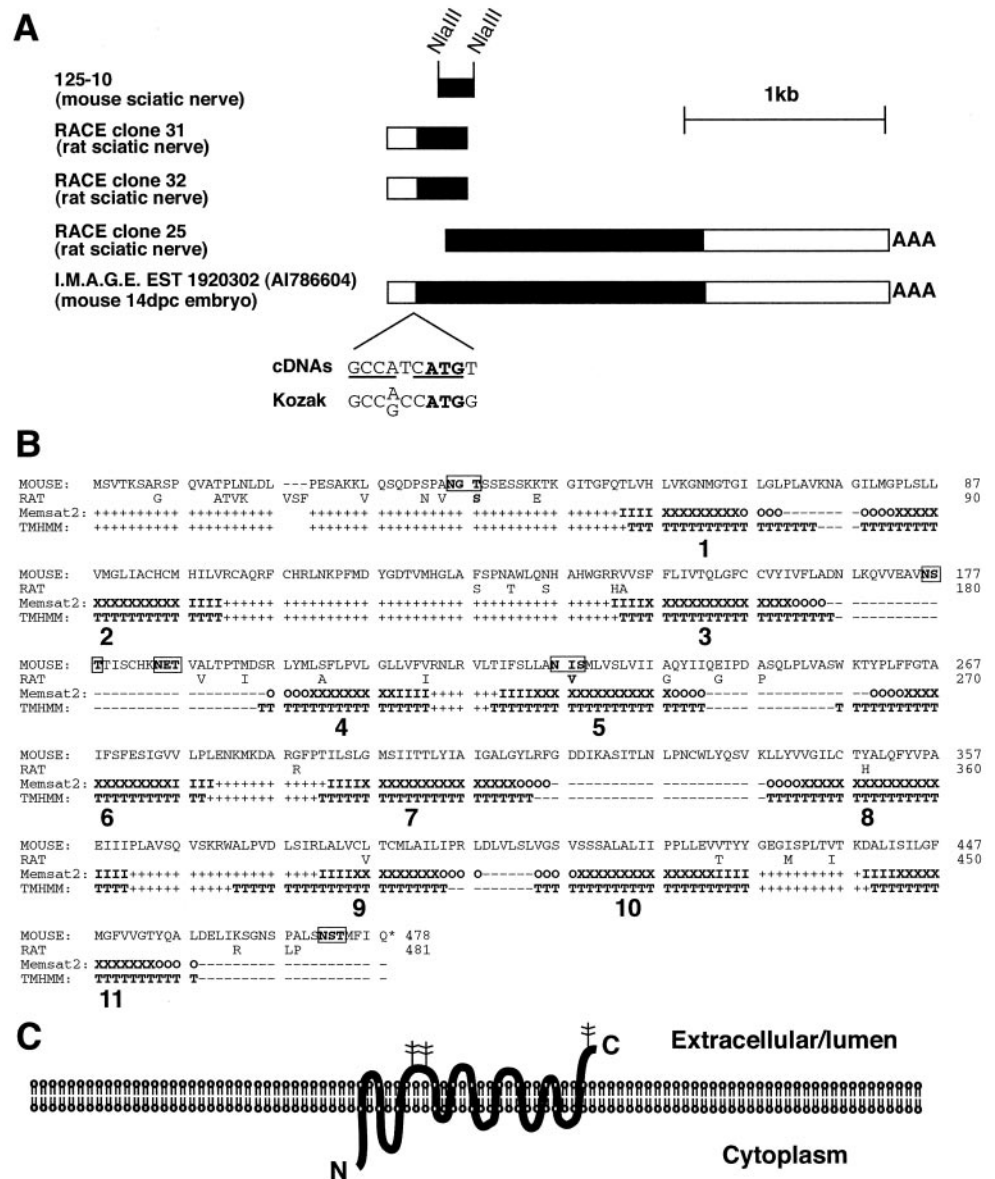 A
NlaIII NlaIII
125-10
(mouse sciatic nerve)
1kb
RACE clone 31
(rat sciatic nerve)
RACE clone 32
(rat sciatic nerve)
RACE clone 25
(rat sciatic nerve)
AAA
I.M.A.G.E. EST 1920302 (AI786604)
(mouse 14dpc embryo)
AAA
cDNAs GCCATCATGT
Kozak GCC A/G CCATGG
B
MOUSE: MSVTKSARSP QVATPLNLDL ---PESAKKL QSQDPSPANG TSSESSKKTK GITGFQTLVH LVKGNMGTGI LGLPLAVKNA GILMGPLSLL 87
RAT G ATVK VSF V N V S E 90
Memsat2:
TMHMM:
1
MOUSE: VMGLIACHCM HILVRCAQRF CHRLNKPFMD YGDTVMHGLA FSPNAWLQNH AHWGRRVVSF FLIVTQLGFC CVYIVFLADN LKQVVEAVNS 177
RAT S T S HA 180
Memsat2:
TMHMM:
2 3
MOUSE: TTISCHKNET VALTPTMDSR LYMLSFLPVL GLLVFVRNLR VLTIFSLLAN ISMLVSLVII AQYIIQEIPD ASQLPLVASW KTYPLFFGTA 267
RAT V I A I V G G P 270
Memsat2:
TMHMM:
4 5
MOUSE: IFSFESIGVV LPLENKMKDA RGFPTILSLG MSIITTLYIA IGALGYLRFG DDIKASITLN LPNCWLYQSV KLLYVVGILC TYALQFYVPA 357
RAT R H 360
Memsat2:
TMHMM:
6 7 8
MOUSE: EIIIPLAVSQ VSKRWALPVD LSIRLALVCL TCMLAILIPR LDLVLSLVGS VSSSALALII PPLLEVVTYY GEGISPLTVT KDALISILGF 447
RAT V T M I 450
Memsat2:
TMHMM:
9 10
MOUSE: MGFVVGTYQA LDELIKSGNS PALSNSTMFI Q* 478
RAT R LP 481
Memsat2:
TMHMM:
11
C
C Extracellular/lumen
N Cytoplasm